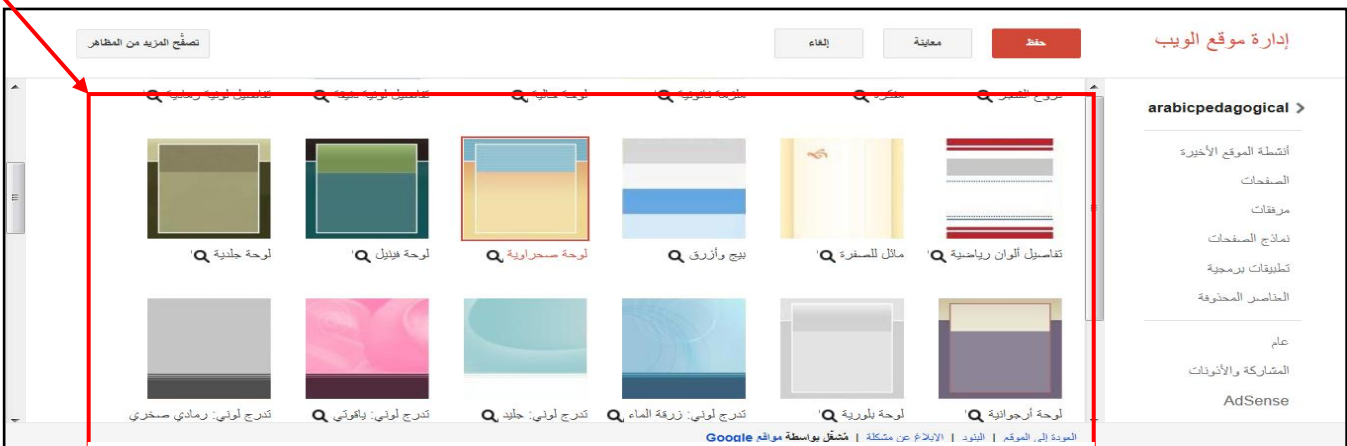 إدارة موقع الويب
حفظ
معاينة
إلغاء
تصفَّح المزيد من المظاهر
arabicpedagogical
أنشطة الموقع الأخيرة
الصفحات
مرفقات
نماذج الصفحات
تطبيقات برمجية
العناصر المحذوفة
عام
المشاركة والأذونات
AdSense
لوحة خالية
تفاصيل ألوان رياضية
مائل للصفرة
بيج وأزرق
لوحة صحراوية
لوحة فينيل
لوحة جلدية
لوحة أرجوانية
لوحة بلورية
تدرج لوني: زرقة الماء
تدرج لوني: جليد
تدرج لوني: ياقوتي
تدرج لوني: رمادي صخري
العودة إلى الموقع | البنود | الإبلاغ عن مشكلة | مُشغّل بواسطة مواقع Google